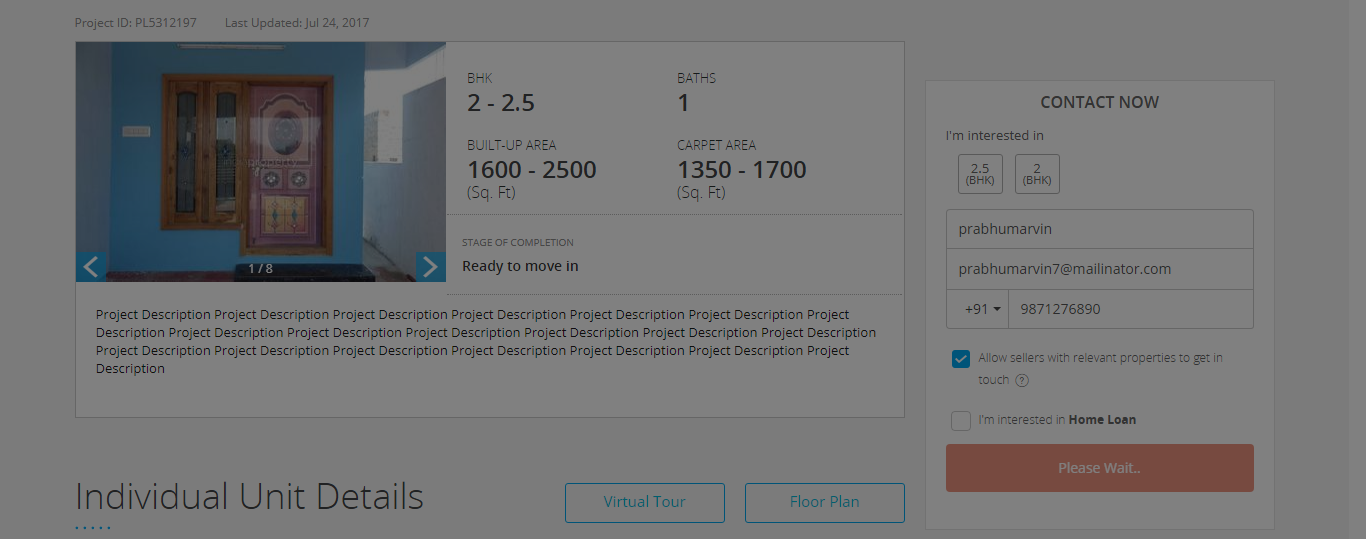 Project ID: PL5312197 Last Updated: Jul 24, 2017
BHK
2 - 2.5
BATHS
1
BUILT-UP AREA
1600 - 2500
(Sq. Ft)
CARPET AREA
1350 - 1700
(Sq. Ft)
STAGE OF COMPLETION
Ready to move in
1 / 8
Project Description Project Description Project Description Project Description Project Description Project Description Project
Description Project Description Project Description Project Description Project Description Project Description Project Description
Project Description Project Description Project Description Project Description Project Description Project Description Project
Description
Individual Unit Details
Virtual Tour
Floor Plan
CONTACT NOW
I'm interested in
2.5
(BHK)
2
(BHK)
prabhumarvin
prabhumarvin7@mailinator.com
+91 9871276890
Allow sellers with relevant properties to get in
touch ?
I'm interested in Home Loan
Please Wait..